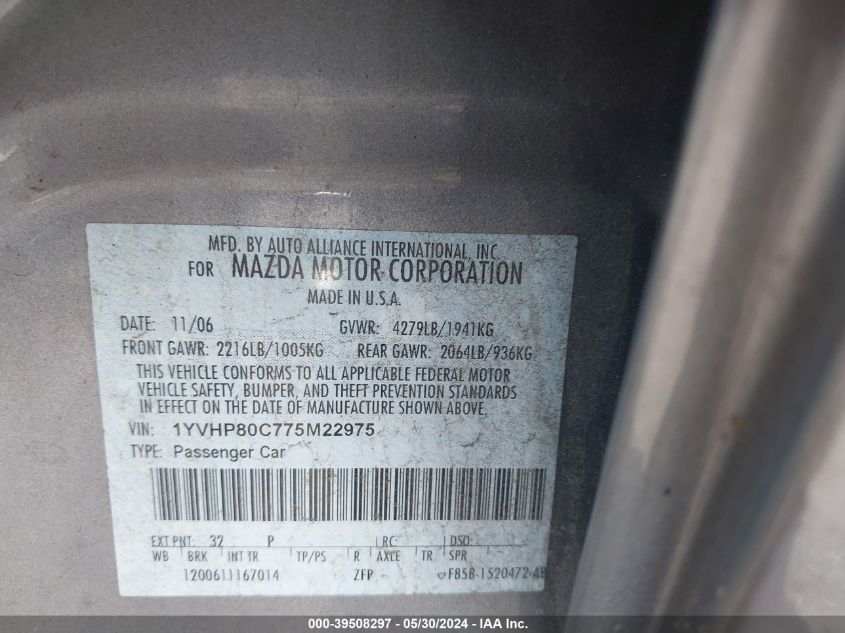 MFD. BY AUTO ALLIANCE INTERNATIONAL, INC
FOR MAZDA MOTOR CORPORATION
MADE IN U.S.A.
DATE: 11/06 GVWR: 4279LB/1941KG
FRONT GAWR: 2216LB/1005KG REAR GAWR: 2064LB/936KG
THIS VEHICLE CONFORMS TO ALL APPLICABLE FEDERAL MOTOR
VEHICLE SAFETY, BUMPER, AND THEFT PREVENTION STANDARDS
IN EFFECT ON THE DATE OF MANUFACTURE SHOWN ABOVE.
VIN: 1YVHP80C775M22975
TYPE: Passenger Car
EXT PNT: 32 P RC: DSO:
WB BRK INT TR TP/PS R AXLE TR SPR
1200611167014 ZFP - F85B-1520472-AB
000-39508297 - 05/30/2024 - IAA Inc.